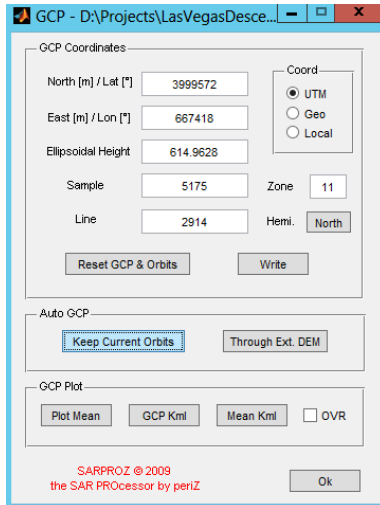 GCP - D:\Projects\LasVegasDesce...
GCP Coordinates
North [m] / Lat [°] 3999572
East [m] / Lon [°] 667418
Ellipsoidal Height 614.9628
Sample 5175
Line 2914
Coord
UTM
Geo
Local
Zone 11
Hemi. North
Reset GCP & Orbits Write
Auto GCP
Keep Current Orbits Through Ext. DEM
GCP Plot
Plot Mean GCP Kml Mean Kml OVR
SARPROZ © 2009
the SAR PROcessor by periZ
Ok